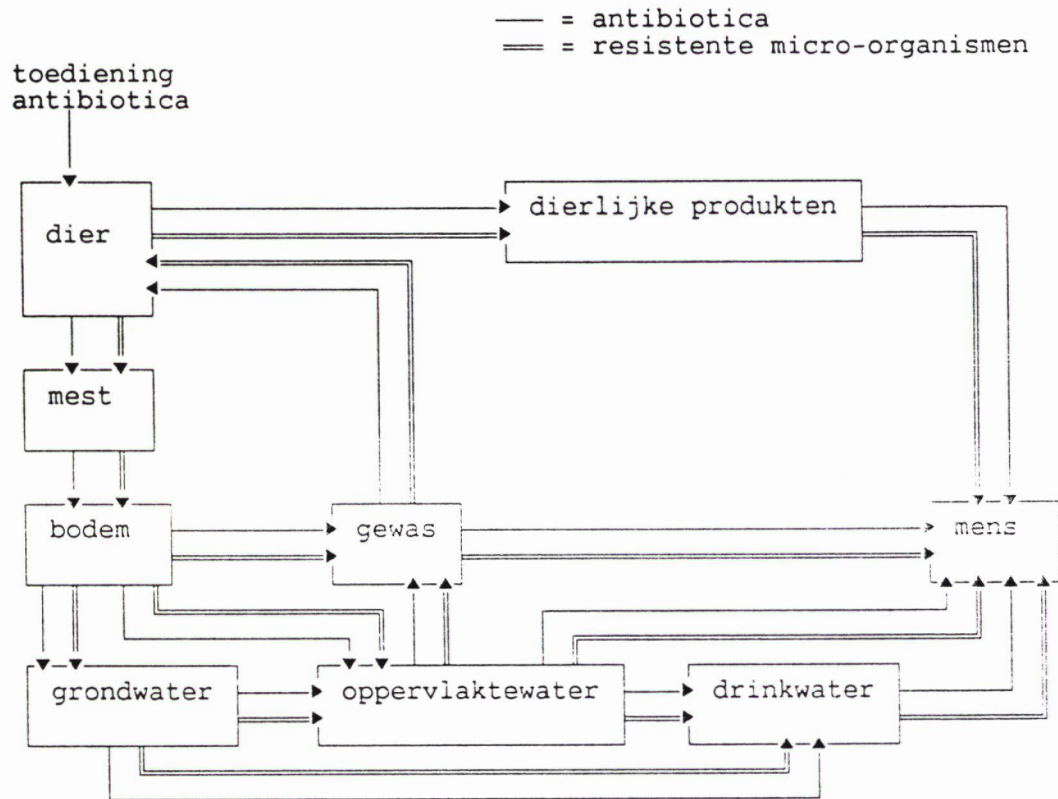 — = antibiotica
═ = resistente micro-organismen
toediening
antibiotica
dier
dierlijke produkten
mest
bodem
gewas
mens
grondwater
oppervlaktewater
drinkwater